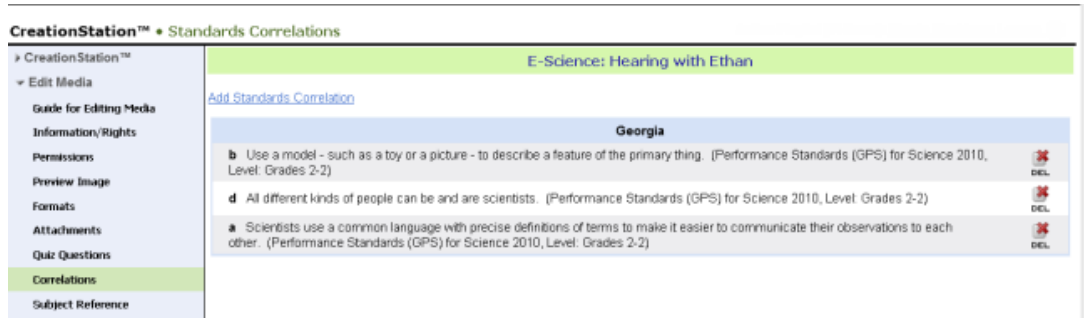 CreationStation™ • Standards Correlations
CreationStation™
Edit Media
Guide for Editing Media
Information/Rights
Permissions
Preview Image
Formats
Attachments
Quiz Questions
Correlations
Subject Reference
E-Science: Hearing with Ethan
Add Standards Correlation
Georgia
b Use a model - such as a toy or a picture - to describe a feature of the primary thing. (Performance Standards (GPS) for Science 2010,
Level: Grades 2-2)
DEL
d All different kinds of people can be and are scientists. (Performance Standards (GPS) for Science 2010, Level: Grades 2-2)
DEL
a Scientists use a common language with precise definitions of terms to make it easier to communicate their observations to each
other. (Performance Standards (GPS) for Science 2010, Level: Grades 2-2)
DEL